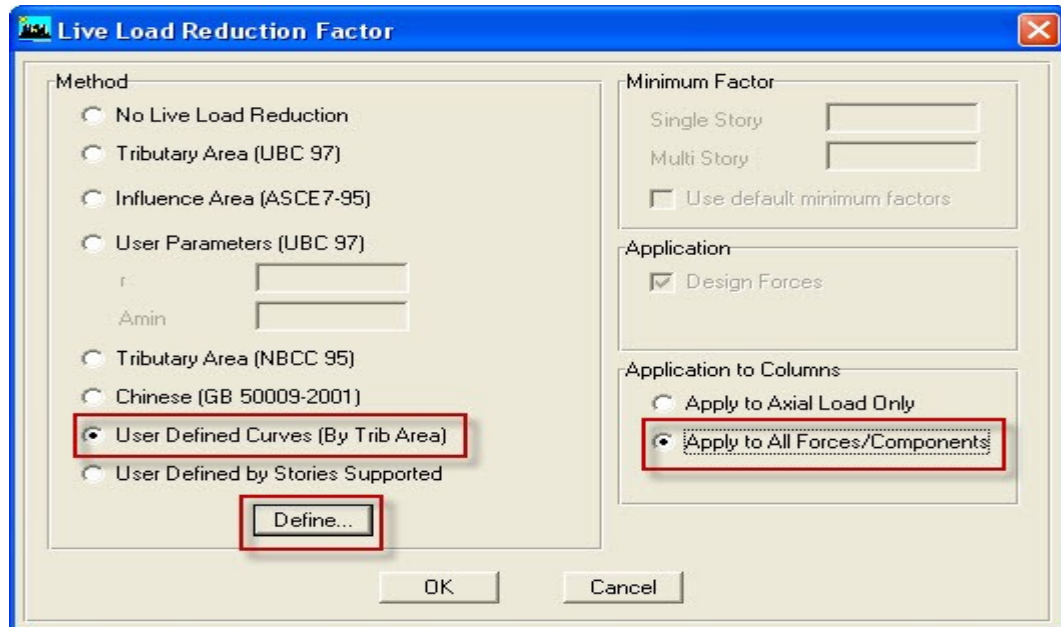 Live Load Reduction Factor
Method
No Live Load Reduction
Tributary Area (UBC 97)
Influence Area (ASCE7-95)
User Parameters (UBC 97)
r
Amin
Tributary Area (NBCC 95)
Chinese (GB 50009-2001)
User Defined Curves (By Trib Area)
User Defined by Stories Supported
Define...
Minimum Factor
Single Story
Multi Story
Use default minimum factors
Application
Design Forces
Application to Columns
Apply to Axial Load Only
Apply to All Forces/Components
OK
Cancel